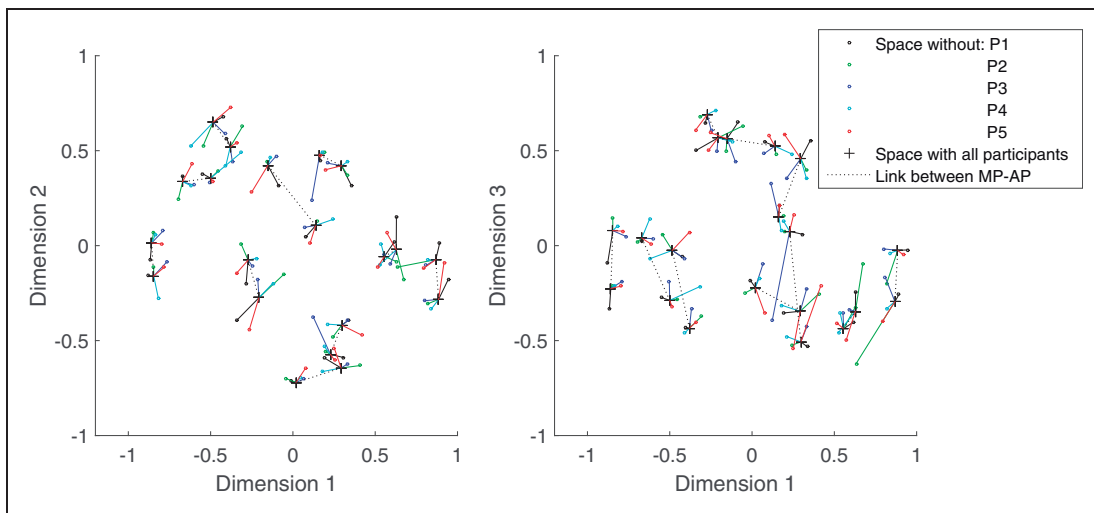 1
0.5
0
-0.5
-1
Dimension 2
-1
-0.5
0
0.5
1
Dimension 1
1
0.5
0
-0.5
-1
Dimension 3
-1
-0.5
0
0.5
1
Dimension 1
Space without: P1
P2
P3
P4
P5
Space with all participants
Link between MP-AP